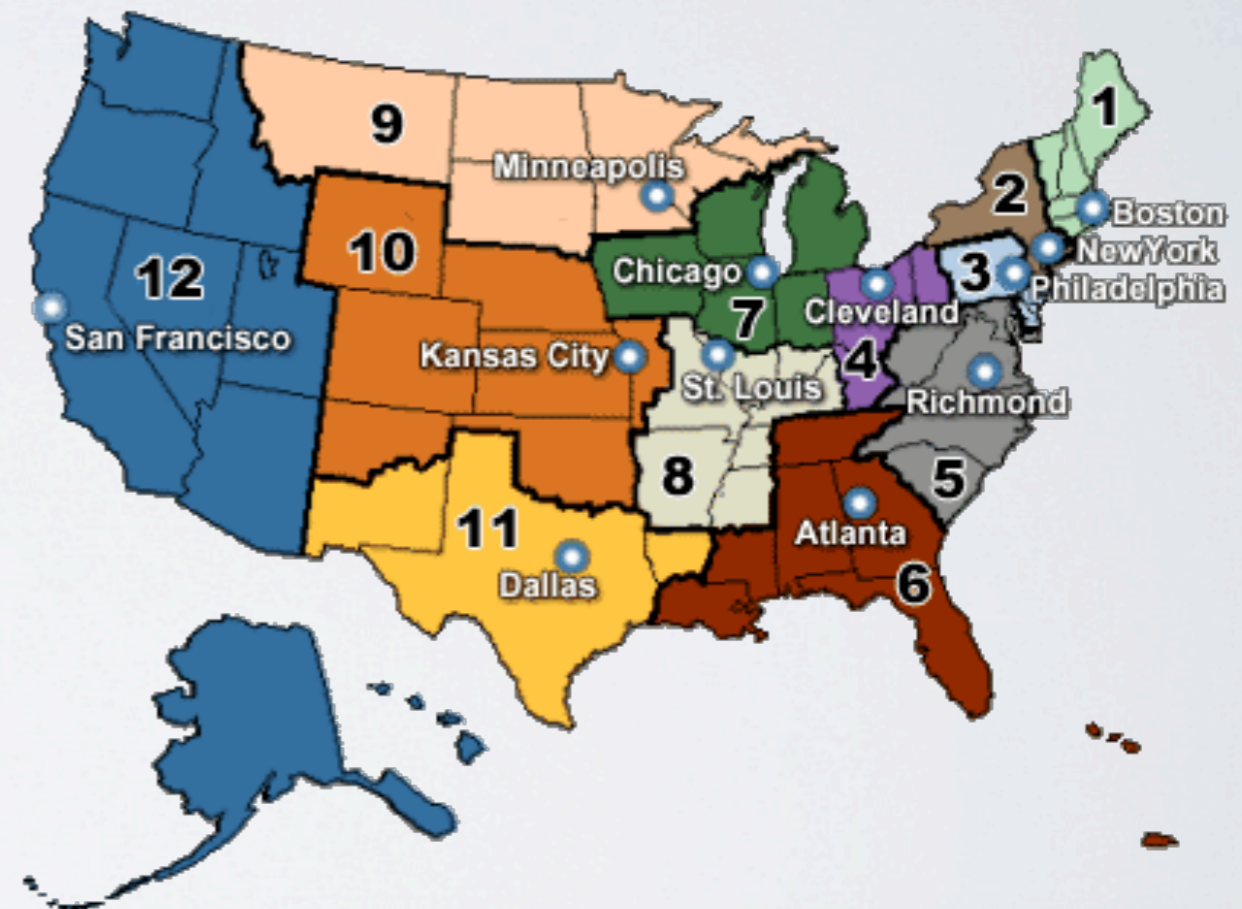 1
9
Minneapolis
2
Boston
NewYork
10
3
Philadelphia
12
Chicago
7
Cleveland
San Francisco
Kansas City
4
St. Louis
Richmond
8
5
11
Atlanta
Dallas
6